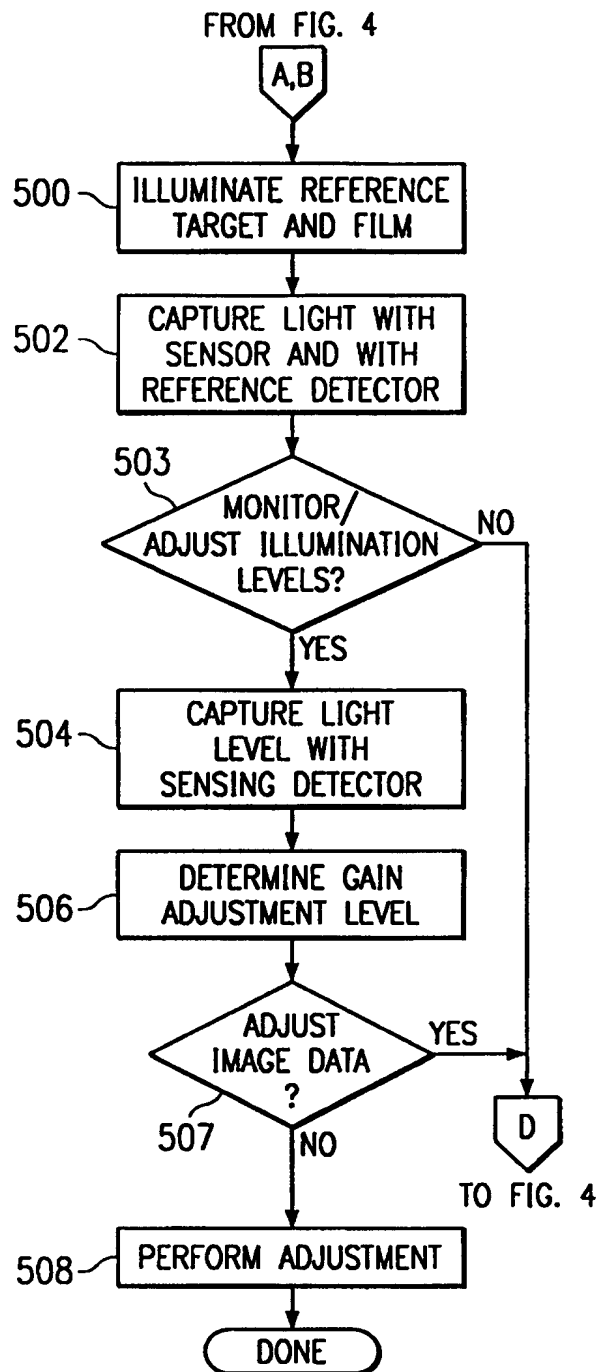 FROM FIG. 4
A,B
500
ILLUMINATE REFERENCE
TARGET AND FILM
502
CAPTURE LIGHT WITH
SENSOR AND WITH
REFERENCE DETECTOR
503
MONITOR/
ADJUST ILLUMINATION
LEVELS?
NO
YES
504
CAPTURE LIGHT
LEVEL WITH
SENSING DETECTOR
506
DETERMINE GAIN
ADJUSTMENT LEVEL
ADJUST
IMAGE DATA
?
YES
507
NO
D
TO FIG. 4
508
PERFORM ADJUSTMENT
DONE